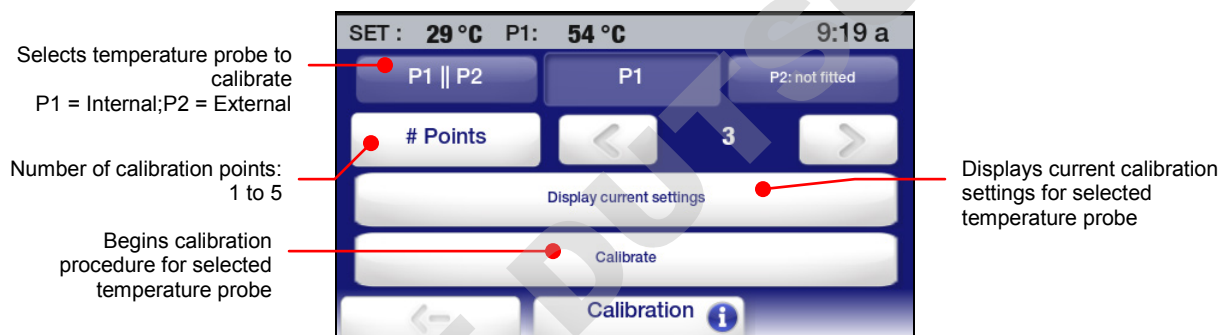 SET : 29 °C P1: 54 °C 9:19 a
Selects temperature probe to
calibrate
P1 = Internal;P2 = External
P1 || P2 P1 P2: not fitted
# Points 3
Number of calibration points:
1 to 5
Display current settings
Displays current calibration
settings for selected
temperature probe
Begins calibration
procedure for selected
temperature probe
Calibrate
Calibration i